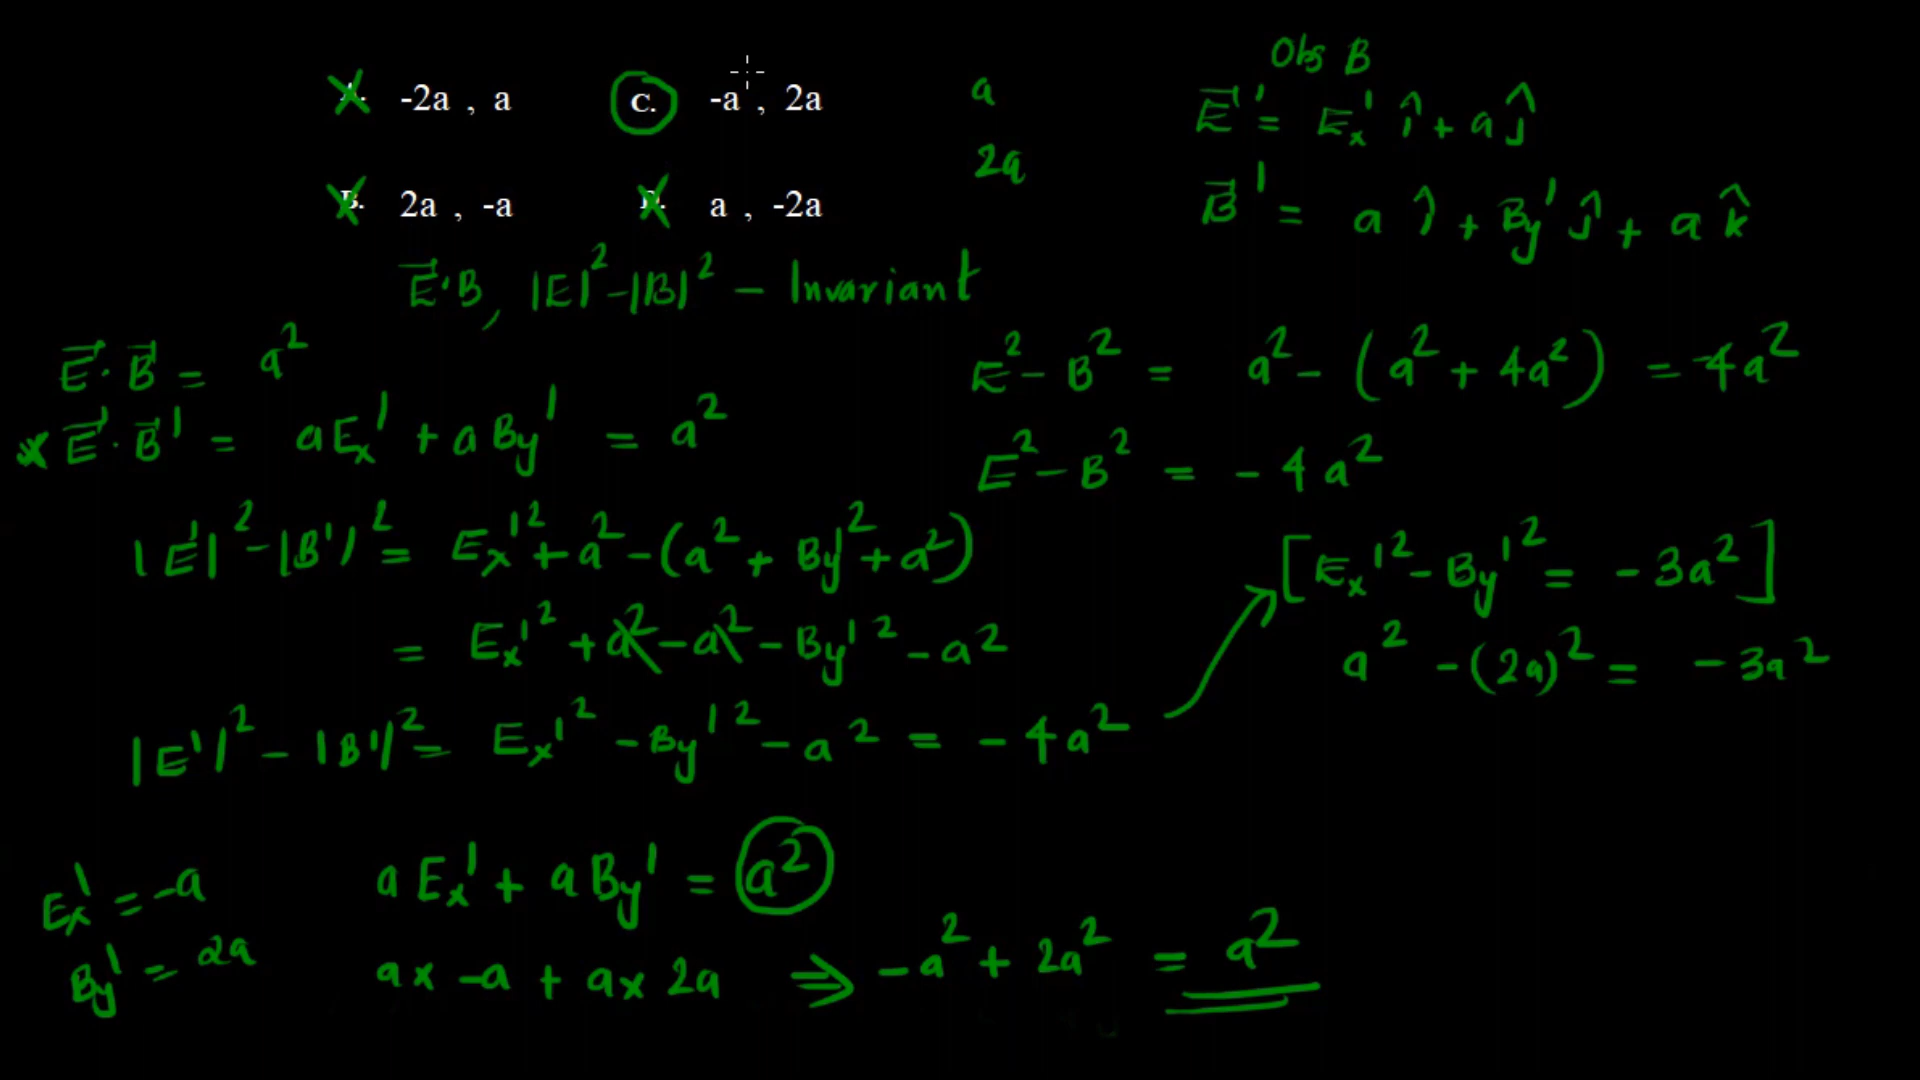 Obs B
A. -2a , a C. -a , 2a a E⃗' = Ex' î + a ĵ
2a
B. 2a , -a D. a , -2a B⃗' = a î + By' ĵ + a k̂
E⃗·B, |E|² - |B|² - Invariant
E⃗·B⃗ = a² E² - B² = a² - (a² + 4a²) = -4a²
* E⃗'·B⃗' = aEx' + aBy' = a² E² - B² = -4a²
|E'|² - |B'|² = Ex'² + a² - (a² + By'² + a²) [Ex'² - By'² = -3a²]
= Ex'² + a² - a² - By'² - a² a² - (2a)² = -3a²
|E'|² - |B'|² = Ex'² - By'² - a² = -4a²
Ex' = -a aEx' + aBy' = a²
By' = 2a a x -a + a x 2a ⇒ -a² + 2a² = a²